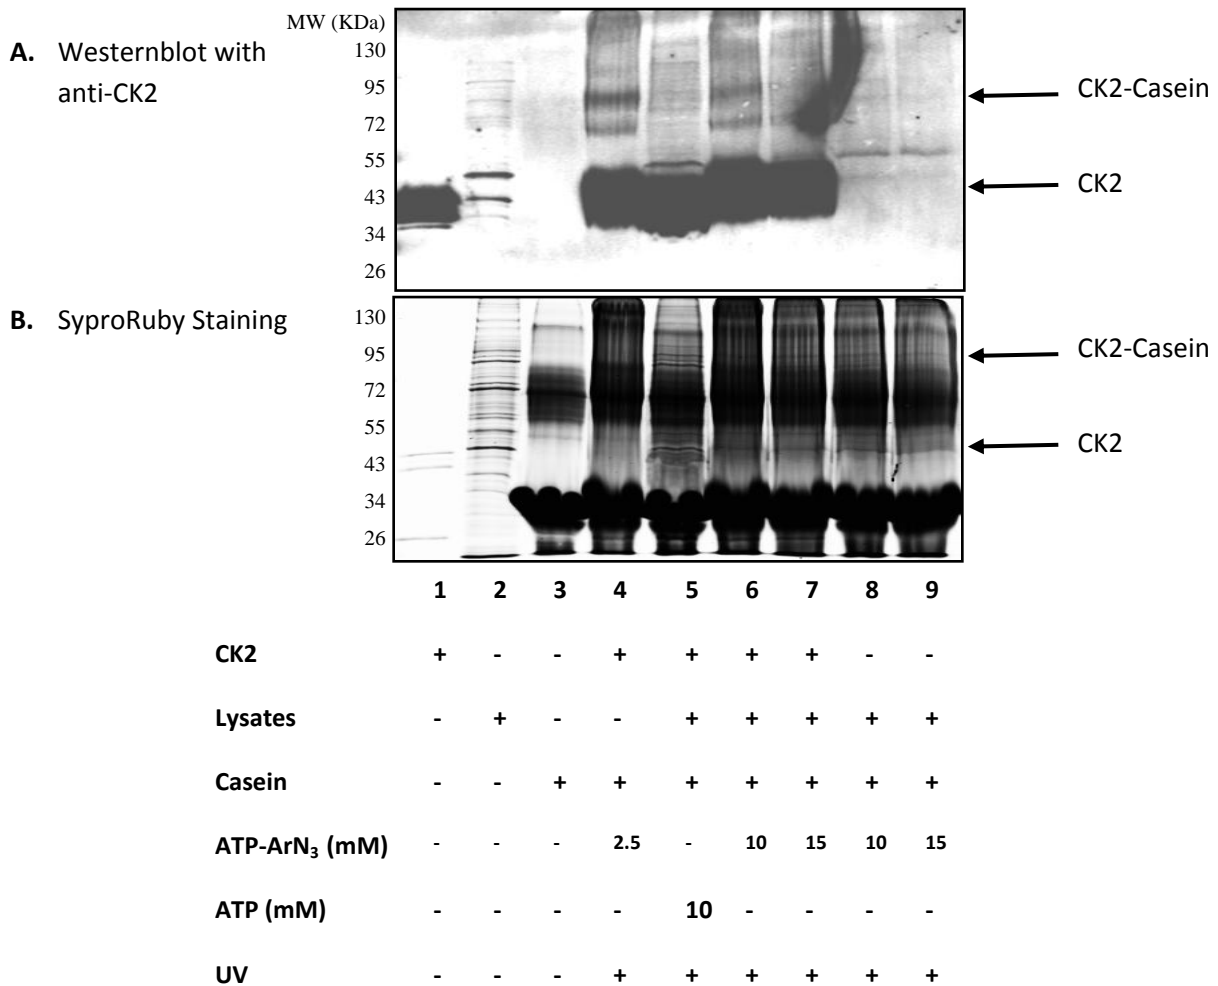 MW (KDa)
A. Westernblot with
anti-CK2
130
95
72
55
43
34
26
CK2-Casein
CK2
B. SyproRuby Staining
130
95
72
55
43
34
26
CK2-Casein
CK2
1 2 3 4 5 6 7 8 9
CK2 + - - + + + + - -
Lysates - + - - + + + + +
Casein - - + + + + + + +
ATP-ArN₃ (mM) - - - 2.5 - 10 15 10 15
ATP (mM) - - - - 10 - - - -
UV - - - + + + + + +